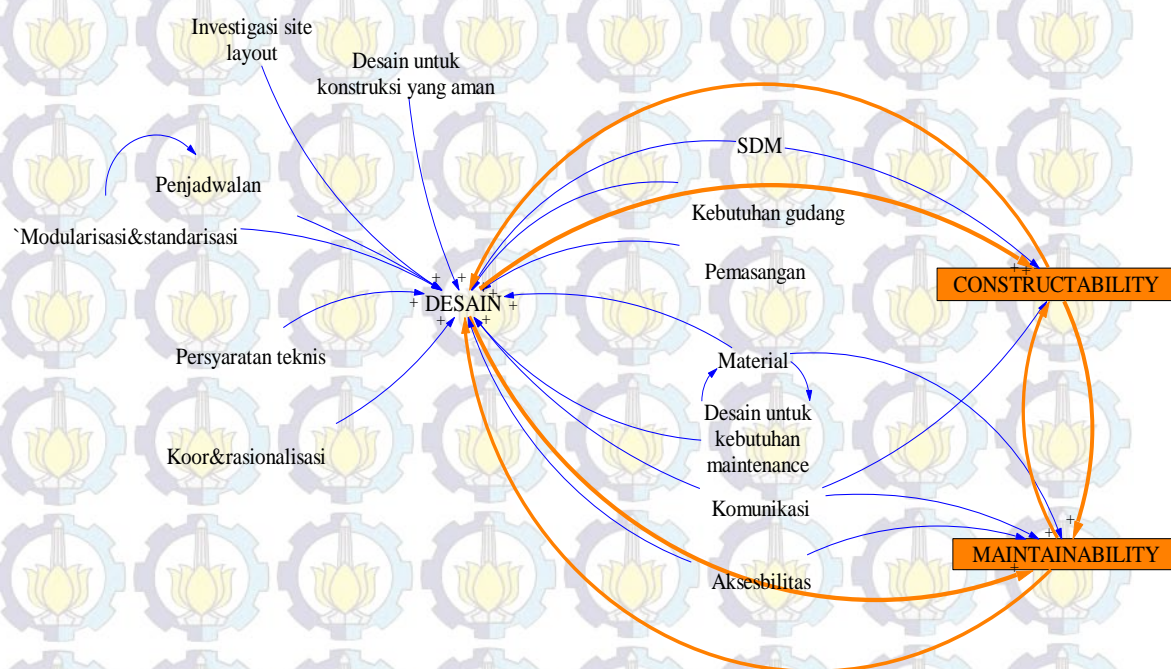 Investigasi site
layout
Desain untuk
konstruksi yang aman
SDM
Penjadwalan
Kebutuhan gudang
`Modularisasi&standarisasi
Pemasangan
CONSTRUCTABILITY
DESAIN
Persyaratan teknis
Material
Desain untuk
kebutuhan
maintenance
Koor&rasionalisasi
Komunikasi
MAINTAINABILITY
Aksesbilitas
+ + + + + + + +
+ +
+ + +